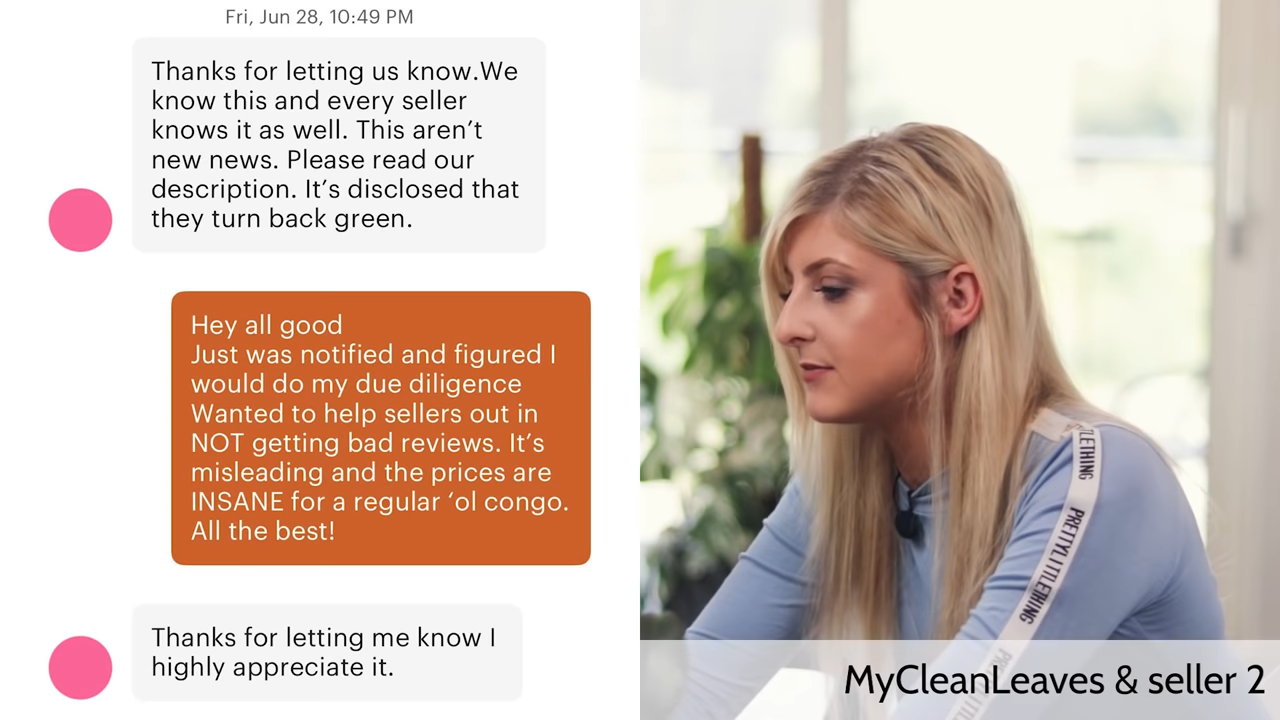 Fri, Jun 28, 10:49 PM
Thanks for letting us know.We
know this and every seller
knows it as well. This aren’t
new news. Please read our
description. It’s disclosed that
they turn back green.
Hey all good
Just was notified and figured I
would do my due diligence
Wanted to help sellers out in
NOT getting bad reviews. It’s
misleading and the prices are
INSANE for a regular ‘ol congo.
All the best!
Thanks for letting me know I
highly appreciate it.
PRETTYLITTLETHING
MyCleanLeaves & seller 2